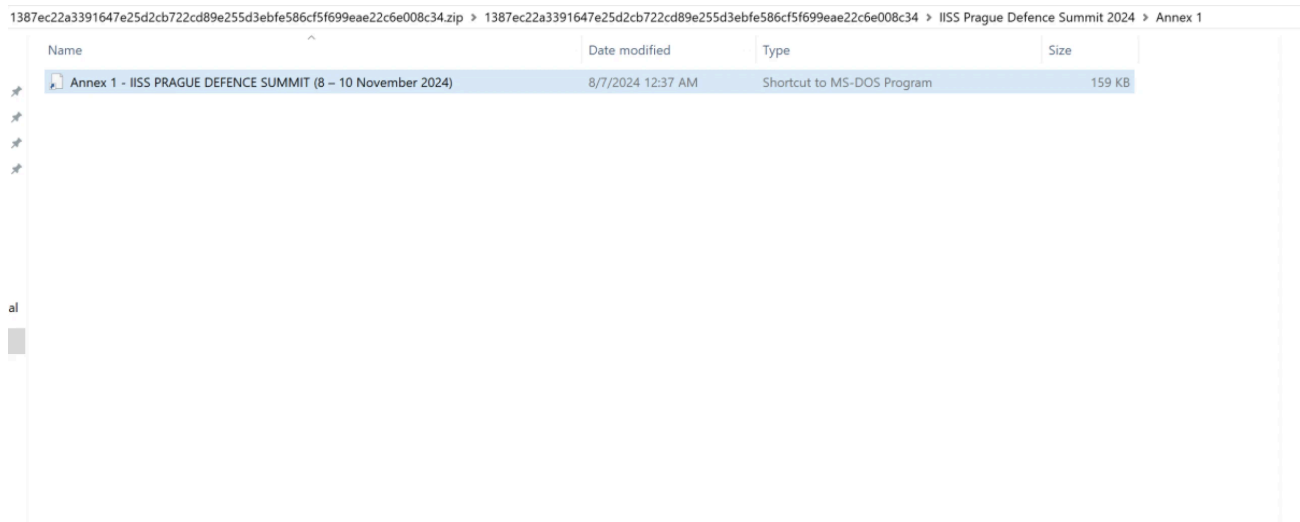 1387ec22a3391647e25d2cb722cd89e255d3ebfe586cf5f699eae22c6e008c34.zip > 1387ec22a3391647e25d2cb722cd89e255d3ebfe586cf5f699eae22c6e008c34 > IISS Prague Defence Summit 2024 > Annex 1
Name Date modified Type Size
Annex 1 - IISS PRAGUE DEFENCE SUMMIT (8 – 10 November 2024) 8/7/2024 12:37 AM Shortcut to MS-DOS Program 159 KB
al